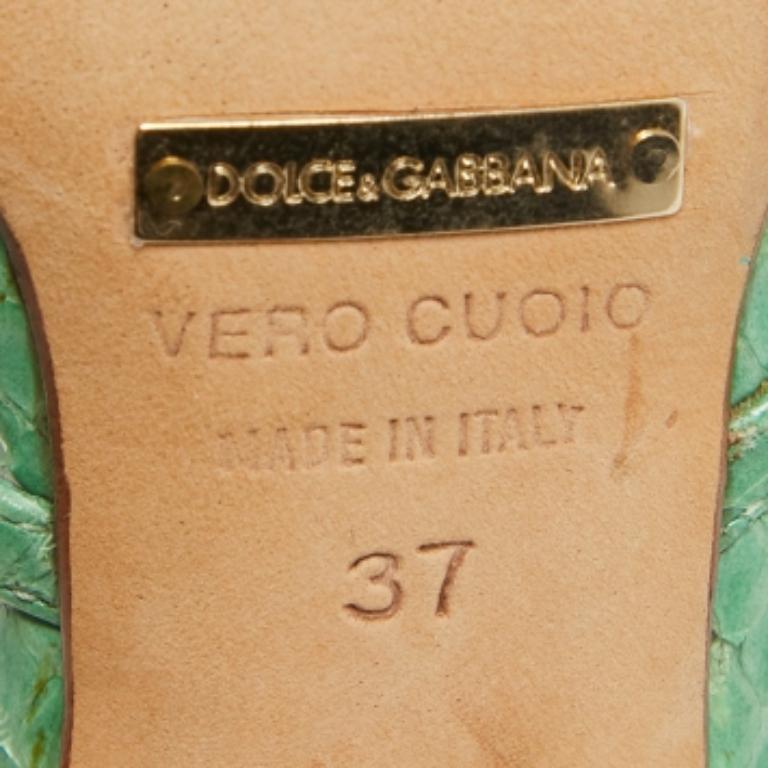 DOLCE&GABBANA
VERO CUOIO
MADE IN ITALY
37